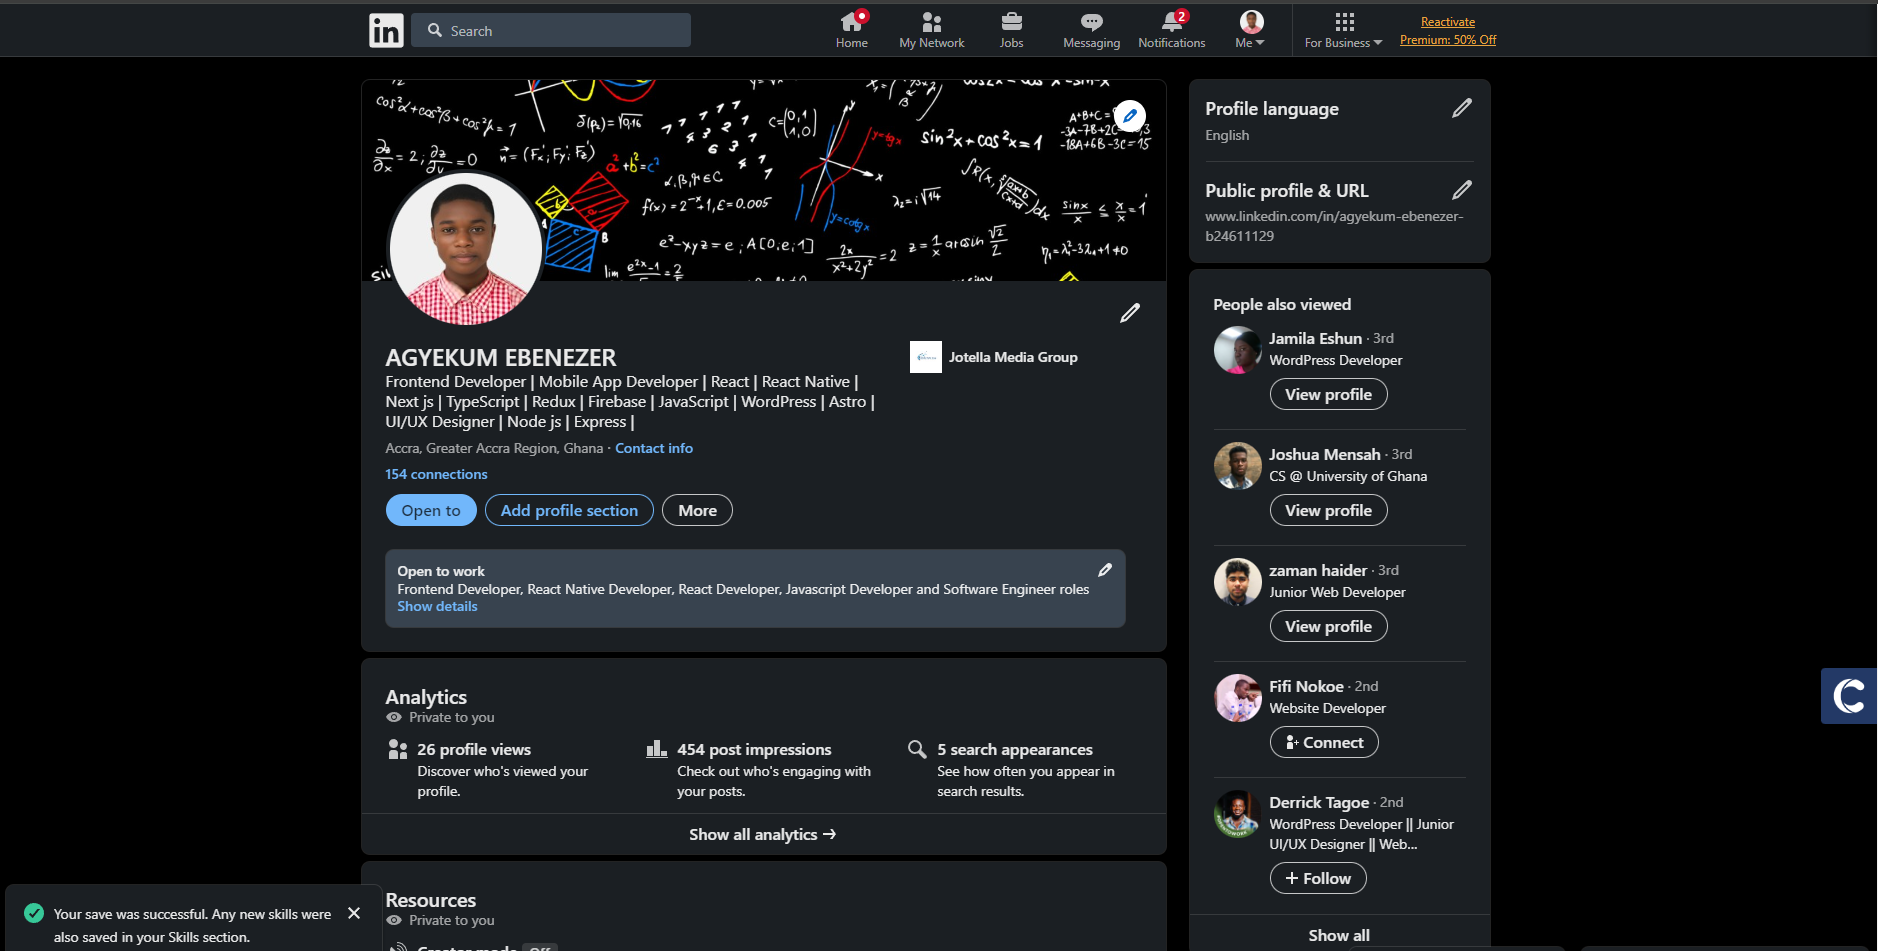 in
Search
Home
My Network
Jobs
Messaging
2
Notifications
Me
For Business
Reactivate
Premium: 50% Off
AGYEKUM EBENEZER
Frontend Developer | Mobile App Developer | React | React Native |
Next js | TypeScript | Redux | Firebase | JavaScript | WordPress | Astro |
UI/UX Designer | Node js | Express |
Accra, Greater Accra Region, Ghana · Contact info
154 connections
Jotella Media Group
Open to
Add profile section
More
Open to work
Frontend Developer, React Native Developer, React Developer, Javascript Developer and Software Engineer roles
Show details
Analytics
Private to you
26 profile views
Discover who's viewed your
profile.
454 post impressions
Check out who's engaging with
your posts.
5 search appearances
See how often you appear in
search results.
Show all analytics →
Resources
Private to you
Creator mode Off
Your save was successful. Any new skills were
also saved in your Skills section.
Profile language
English
Public profile & URL
www.linkedin.com/in/agyekum-ebenezer-
b24611129
People also viewed
Jamila Eshun · 3rd
WordPress Developer
View profile
Joshua Mensah · 3rd
CS @ University of Ghana
View profile
zaman haider · 3rd
Junior Web Developer
View profile
Fifi Nokoe · 2nd
Website Developer
Connect
Derrick Tagoe · 2nd
WordPress Developer || Junior
UI/UX Designer || Web...
+ Follow
Show all